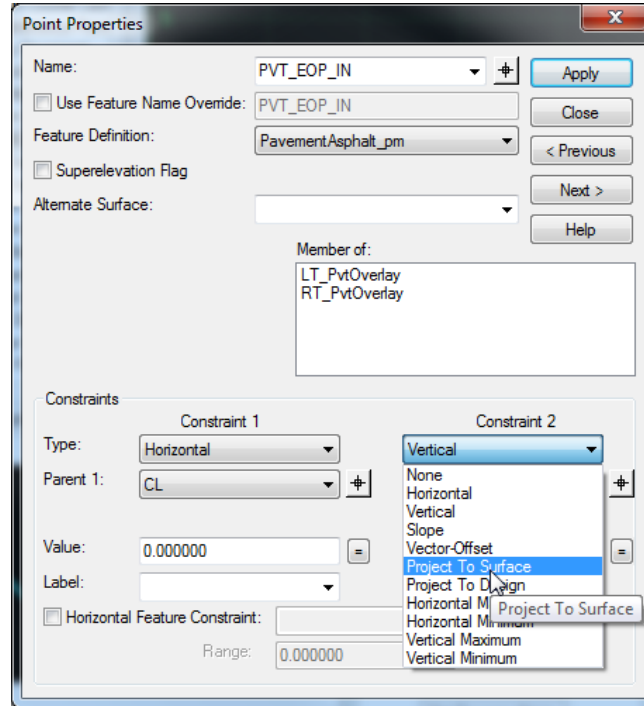 Point Properties
Name: PVT_EOP_IN
Apply
Use Feature Name Override: PVT_EOP_IN
Close
Feature Definition: PavementAsphalt_pm
< Previous
Superelevation Flag
Next >
Alternate Surface:
Help
Member of:
LT_PvtOverlay
RT_PvtOverlay
Constraints
Constraint 1 Constraint 2
Type: Horizontal Vertical
Parent 1: CL
None
Horizontal
Vertical
Slope
Value: 0.000000 =
Vector-Offset
=
Project To Surface
Label:
Project To
Horizontal
Project To Surface
Horizontal
Horizontal Feature Constraint:
Vertical Maximum
Range: 0.000000
Vertical Minimum